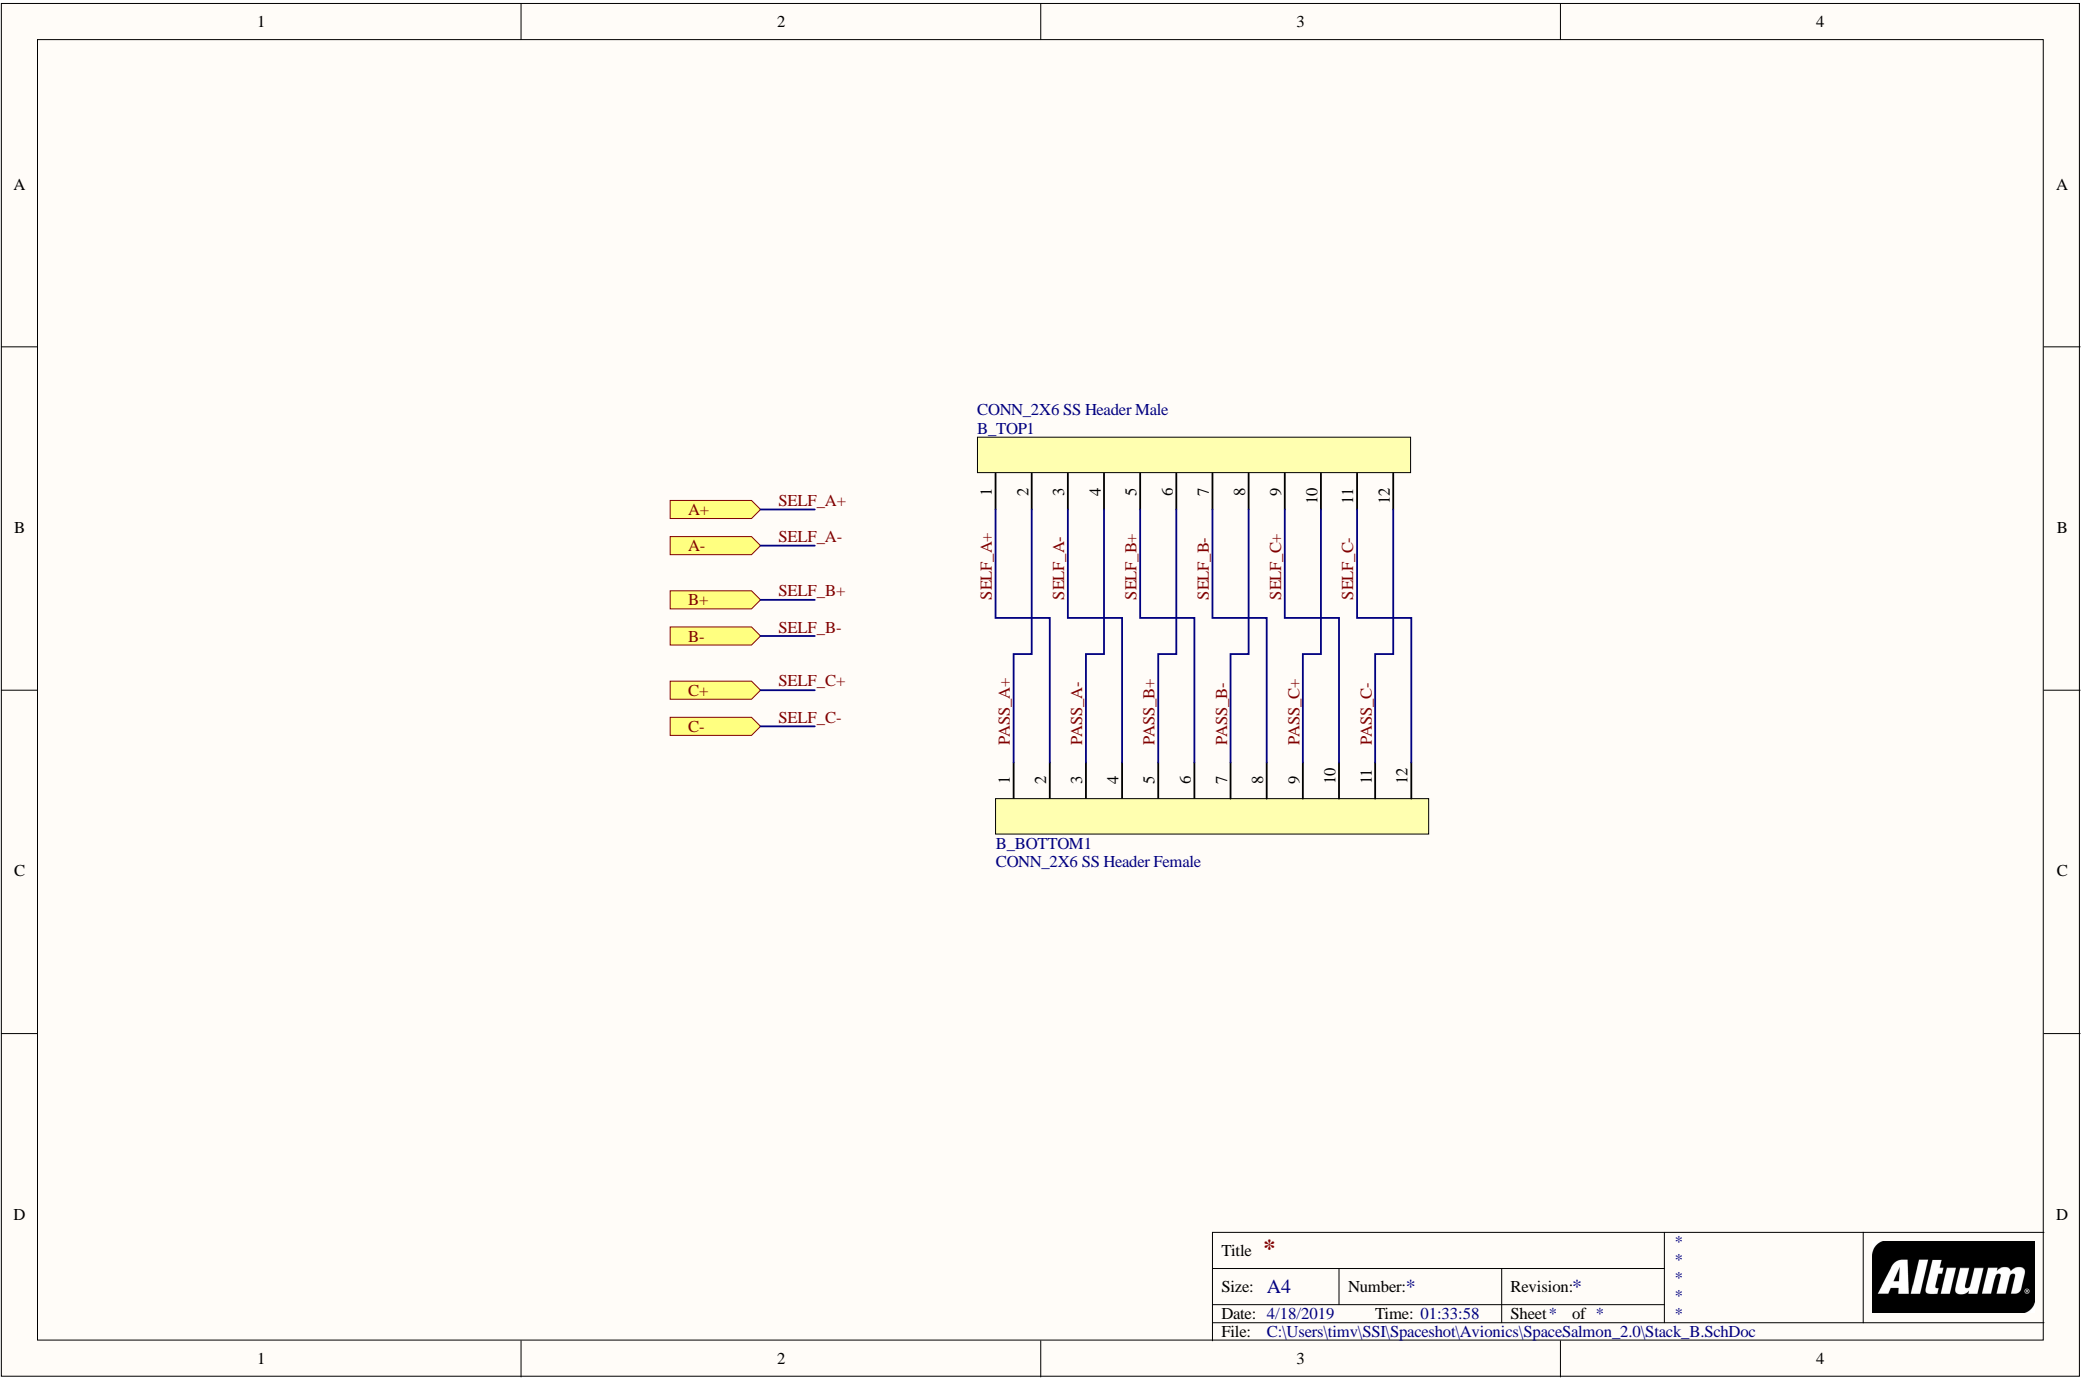 1 2 3 4
A A
CONN_2X6 SS Header Male
B_TOP1
1 2 3 4 5 6 7 8 9 10 11 12
A+ SELF_A+
A- SELF_A-
B B
SELF_A+ SELF_A- SELF_B+ SELF_B- SELF_C+ SELF_C-
B+ SELF_B+
B- SELF_B-
C+ SELF_C+
C- SELF_C-
PASS_A+ PASS_A- PASS_B+ PASS_B- PASS_C+ PASS_C-
1 2 3 4 5 6 7 8 9 10 11 12
B_BOTTOM1
CONN_2X6 SS Header Female
C C
D D
Title *
Size: A4 Number:* Revision:*
Date: 4/18/2019 Time: 01:33:58 Sheet * of *
File: C:\Users\timv\SSI\Spaceshot\Avionics\SpaceSalmon_2.0\Stack_B.SchDoc
*
*
*
*
*
Altium
1 2 3 4